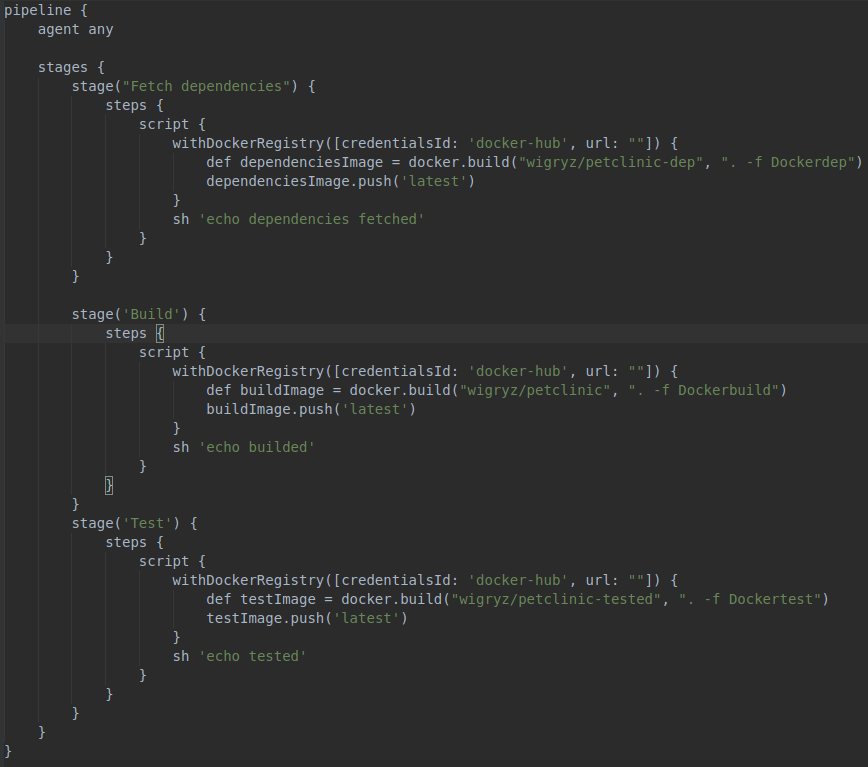 pipeline {
    agent any

    stages {
        stage("Fetch dependencies") {
            steps {
                script {
                    withDockerRegistry([credentialsId: 'docker-hub', url: ""]) {
                        def dependenciesImage = docker.build("wigryz/petclinic-dep", ". -f Dockerdep")
                        dependenciesImage.push('latest')
                    }
                    sh 'echo dependencies fetched'
                }
            }
        }

        stage('Build') {
            steps {
                script {
                    withDockerRegistry([credentialsId: 'docker-hub', url: ""]) {
                        def buildImage = docker.build("wigryz/petclinic", ". -f Dockerbuild")
                        buildImage.push('latest')
                    }
                    sh 'echo builded'
                }
            }
        }
        stage('Test') {
            steps {
                script {
                    withDockerRegistry([credentialsId: 'docker-hub', url: ""]) {
                        def testImage = docker.build("wigryz/petclinic-tested", ". -f Dockertest")
                        testImage.push('latest')
                    }
                    sh 'echo tested'
                }
            }
        }
    }
}